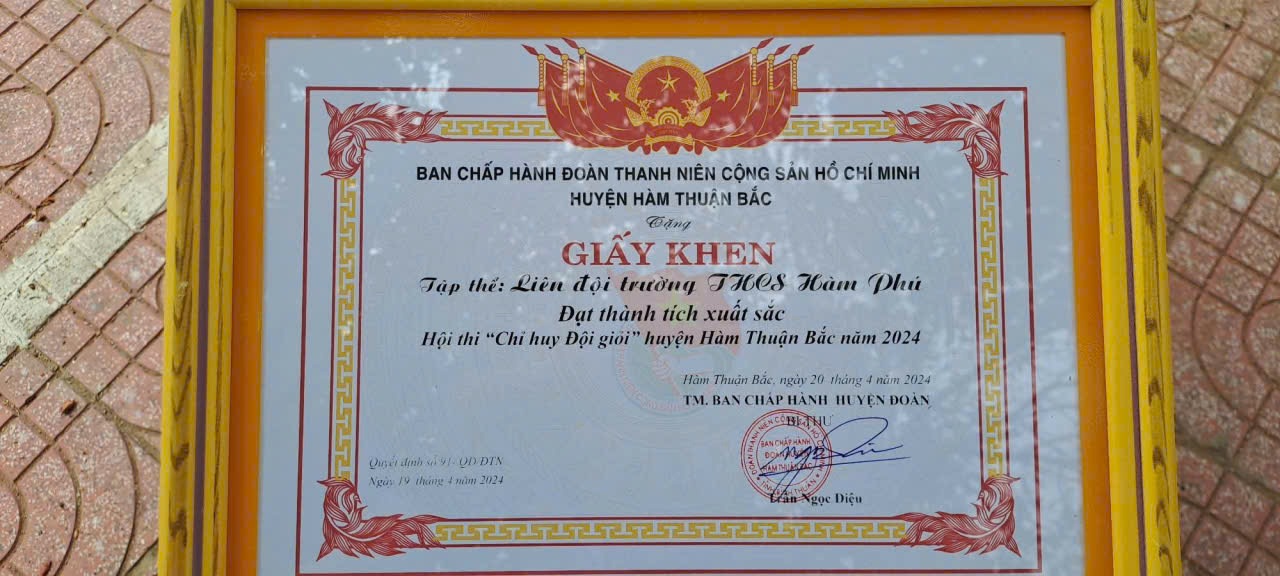 BAN CHẤP HÀNH ĐOÀN THANH NIÊN CỘNG SẢN HỒ CHÍ MINH
HUYỆN HÀM THUẬN BẮC
Tặng
GIẤY KHEN
Tập thể: Liên đội trường THCS Hàm Phú
Đạt thành tích xuất sắc
Hội thi “Chỉ huy Đội giỏi” huyện Hàm Thuận Bắc năm 2024
Hàm Thuận Bắc, ngày 20 tháng 4 năm 2024
TM. BAN CHẤP HÀNH HUYỆN ĐOÀN
BÍ THƯ
BAN CHẤP HÀNH
ĐOÀN
HÀM THUẬN BẮC
Trần Ngọc Diệu
Quyết định số 91- QĐ/ĐTN
Ngày 19 tháng 4 năm 2024